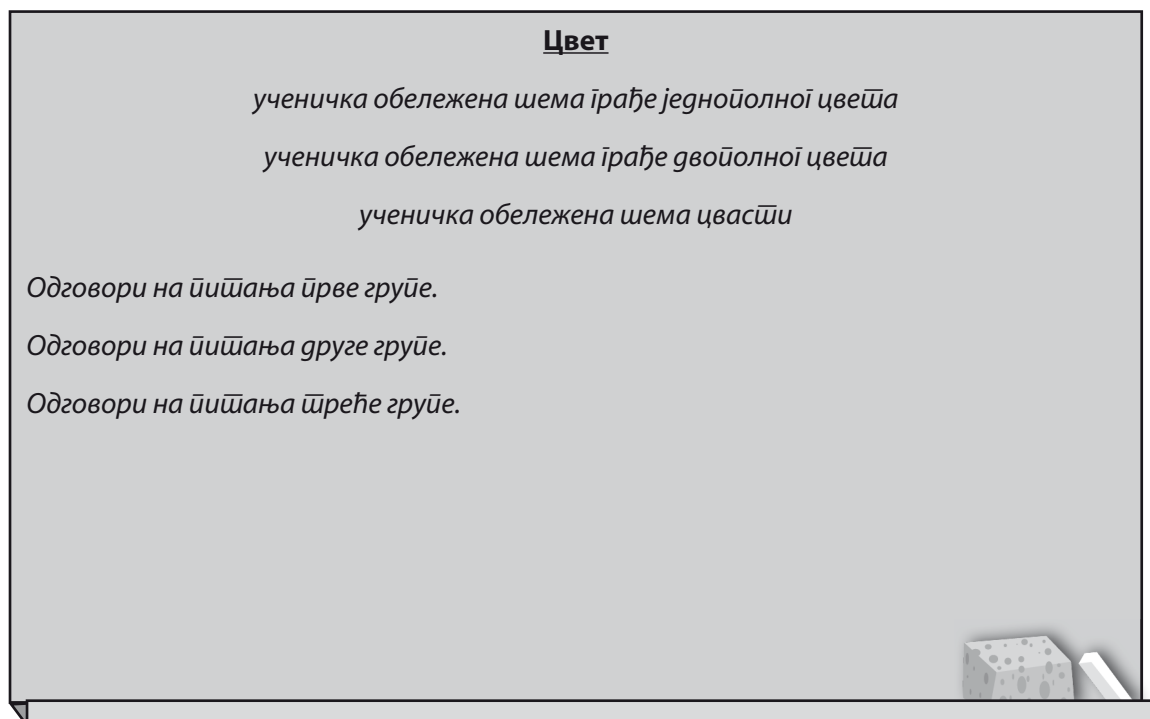 Цвет
ученичка обележена шема грађе једнополног цвета
ученичка обележена шема грађе двополног цвета
ученичка обележена шема цвасти
Одговори на питања прве групе.
Одговори на питања друге групе.
Одговори на питања треће групе.